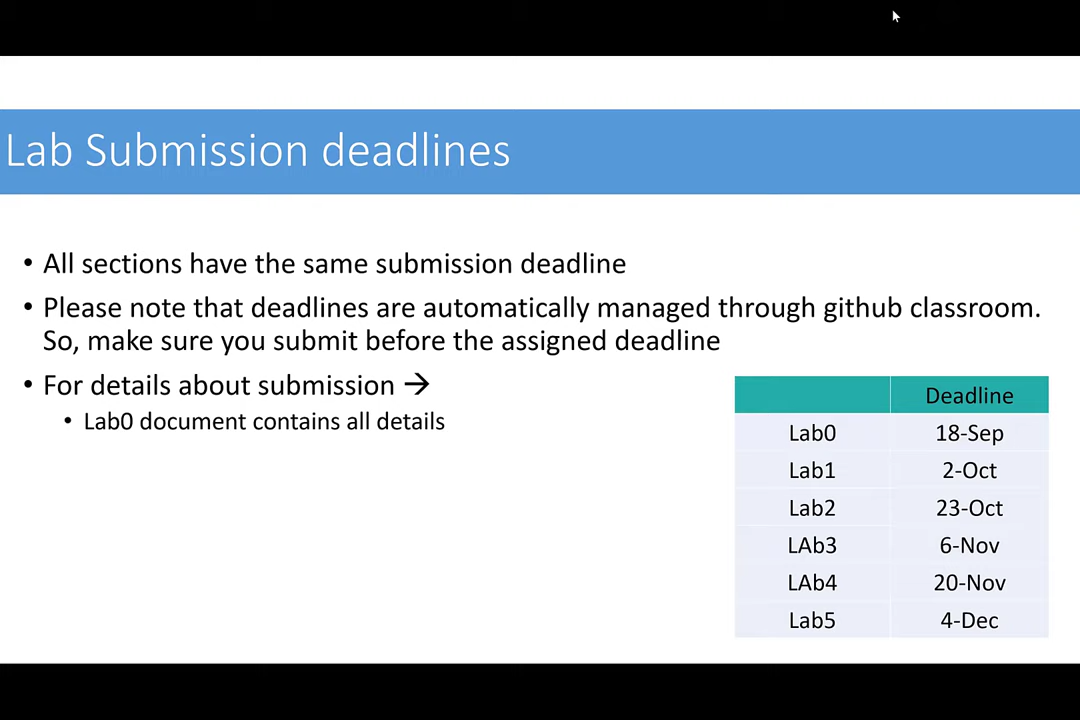 Lab Submission deadlines
• All sections have the same submission deadline
• Please note that deadlines are automatically managed through github classroom.
So, make sure you submit before the assigned deadline
• For details about submission →
• Lab0 document contains all details
Deadline
Lab0 18-Sep
Lab1 2-Oct
Lab2 23-Oct
LAb3 6-Nov
LAb4 20-Nov
Lab5 4-Dec